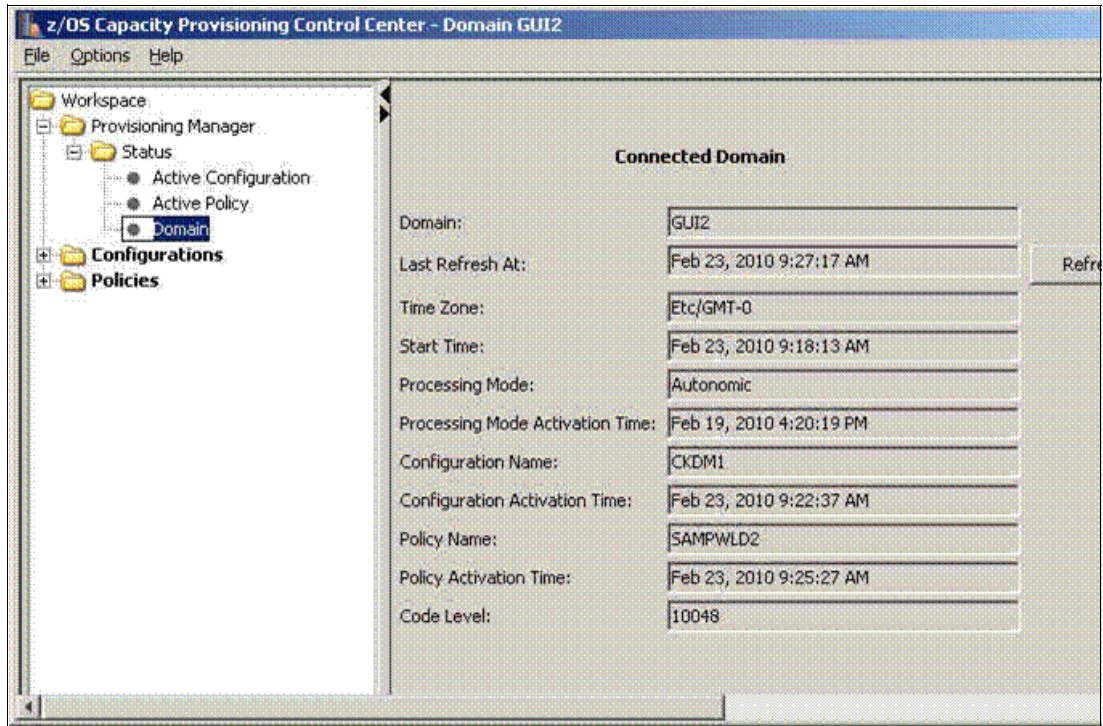 z/OS Capacity Provisioning Control Center - Domain GUI2
File Options Help
Workspace
Provisioning Manager
Status
Active Configuration
Active Policy
Domain
Configurations
Policies
Connected Domain
Domain: GUI2
Last Refresh At: Feb 23, 2010 9:27:17 AM Refre
Time Zone: Etc/GMT-0
Start Time: Feb 23, 2010 9:18:13 AM
Processing Mode: Autonomic
Processing Mode Activation Time: Feb 19, 2010 4:20:19 PM
Configuration Name: CKDM1
Configuration Activation Time: Feb 23, 2010 9:22:37 AM
Policy Name: SAMPWLD2
Policy Activation Time: Feb 23, 2010 9:25:27 AM
Code Level: 10048